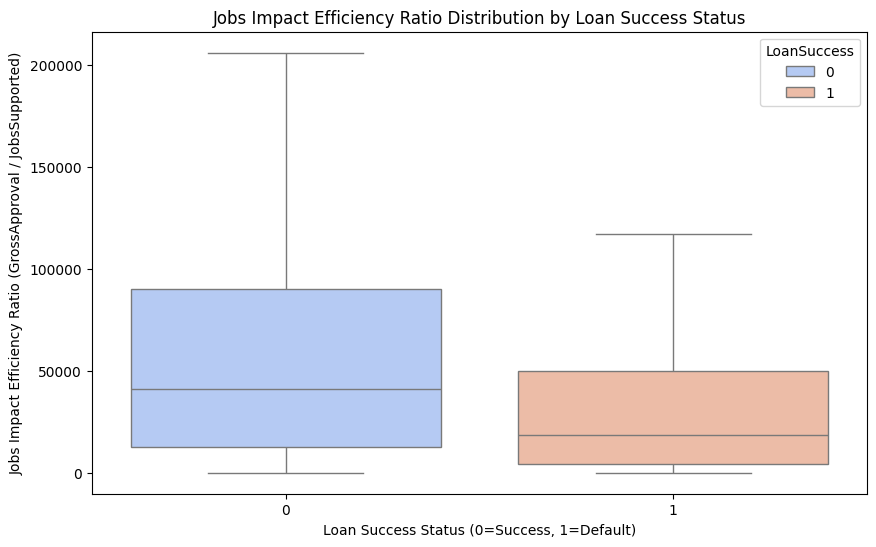 Jobs Impact Efficiency Ratio Distribution by Loan Success Status
LoanSuccess
0
1
Jobs Impact Efficiency Ratio (GrossApproval / JobsSupported)
200000
150000
100000
50000
0
0
1
Loan Success Status (0=Success, 1=Default)